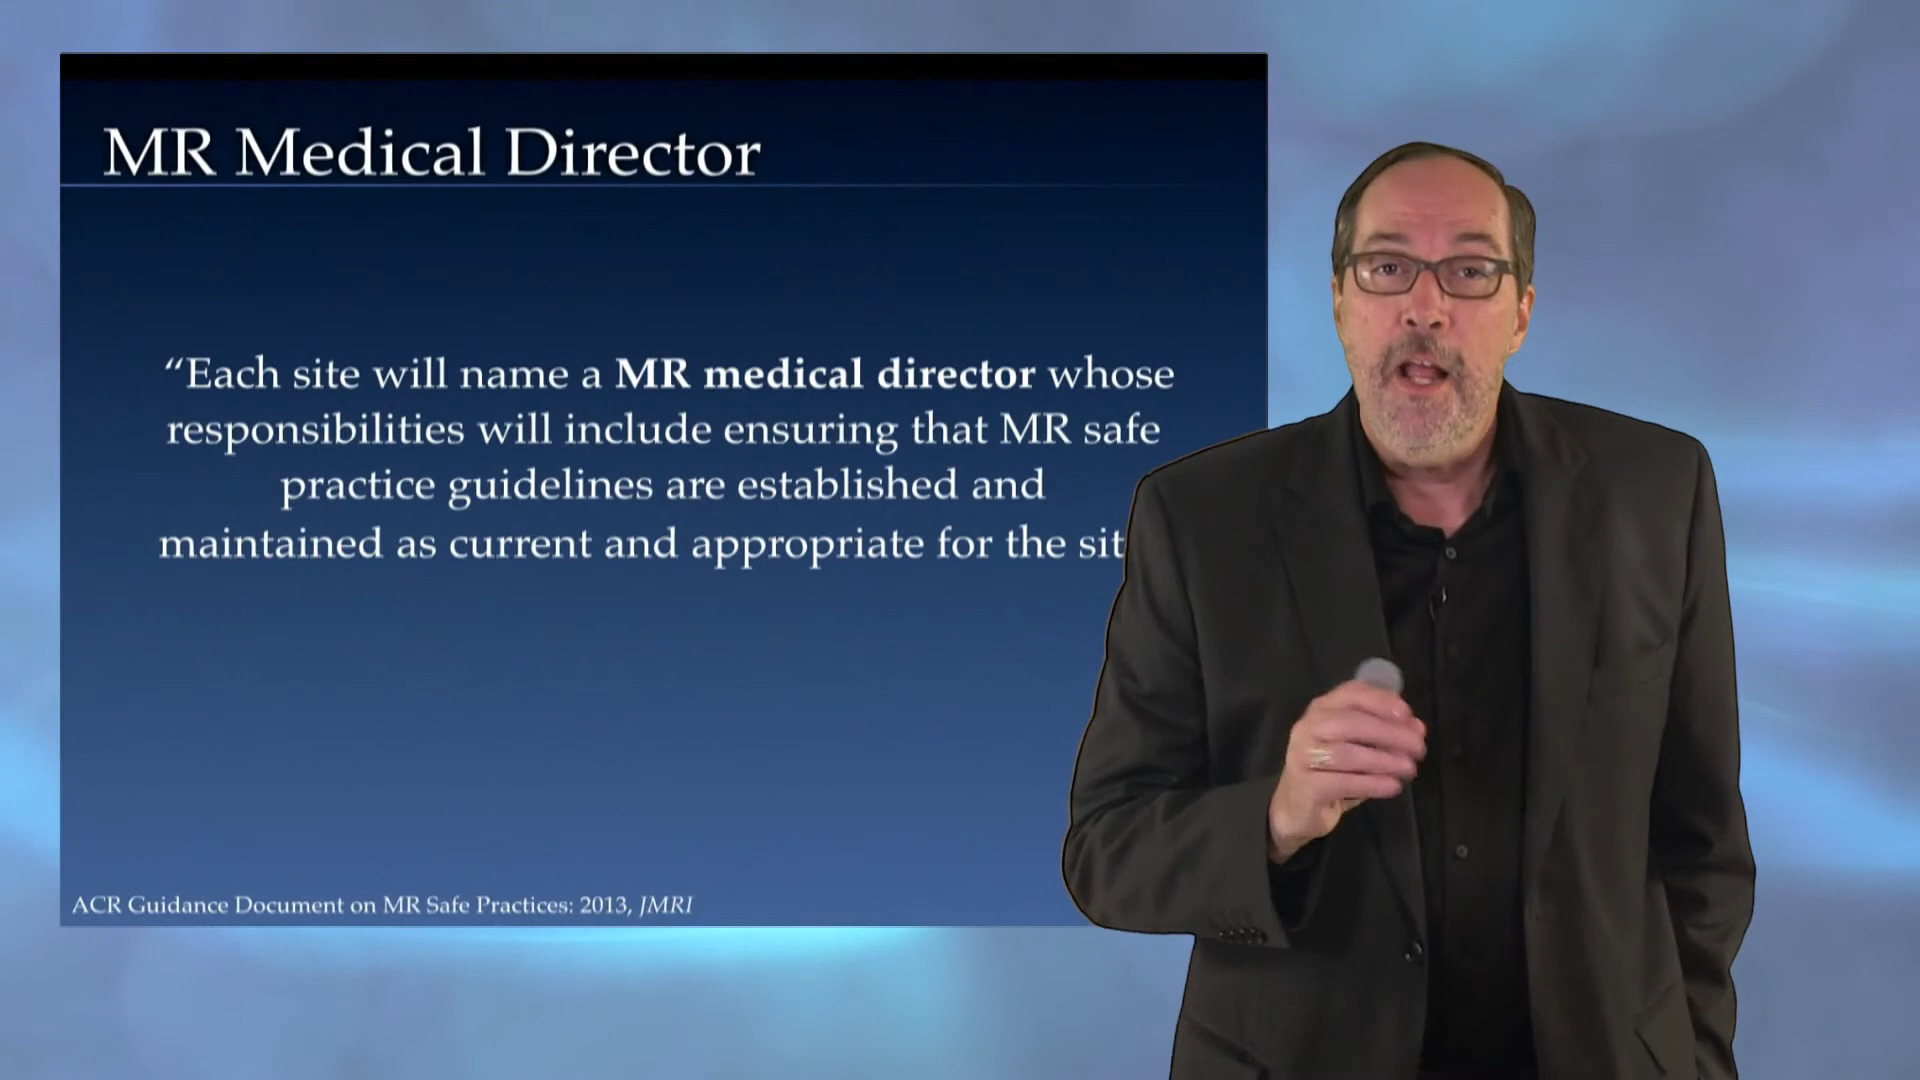 MR Medical Director
“Each site will name a MR medical director whose
responsibilities will include ensuring that MR safe
practice guidelines are established and
maintained as current and appropriate for the sit
ACR Guidance Document on MR Safe Practices: 2013, JMRI